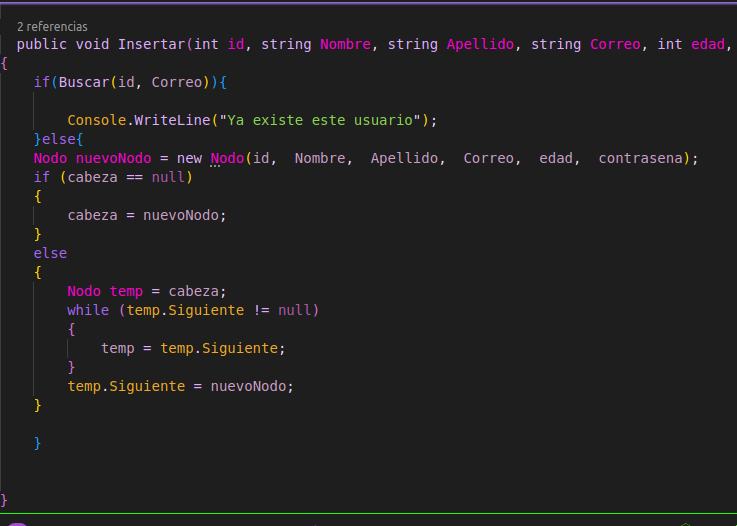 2 referencias
public void Insertar(int id, string Nombre, string Apellido, string Correo, int edad,
{
if(Buscar(id, Correo)){
Console.WriteLine("Ya existe este usuario");
}else{
Nodo nuevoNodo = new Nodo(id, Nombre, Apellido, Correo, edad, contrasena);
if (cabeza == null)
{
cabeza = nuevoNodo;
}
else
{
Nodo temp = cabeza;
while (temp.Siguiente != null)
{
temp = temp.Siguiente;
}
temp.Siguiente = nuevoNodo;
}
}
}